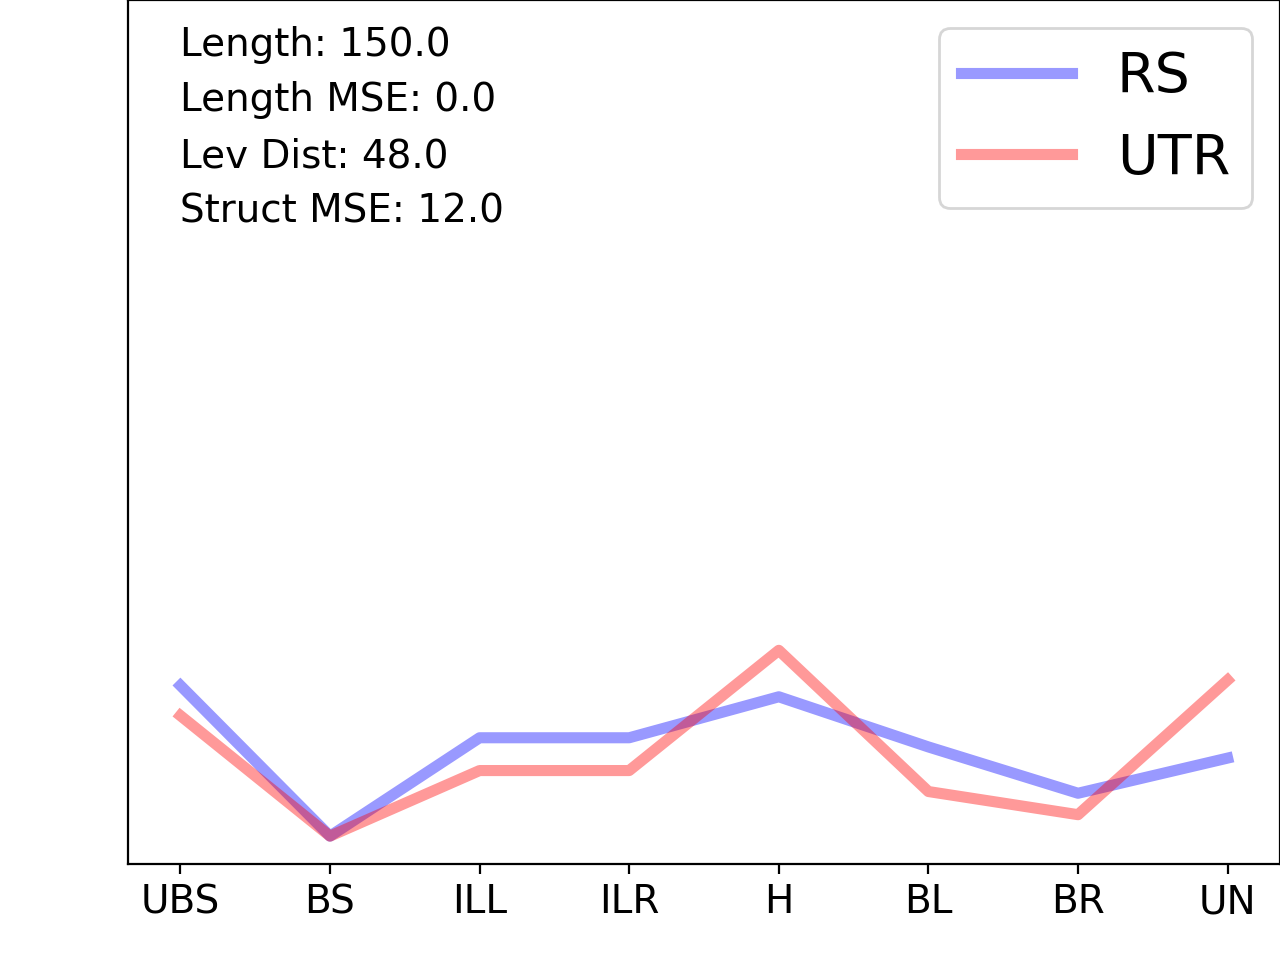 Length: 150.0
Length MSE: 0.0
Lev Dist: 48.0
Struct MSE: 12.0
RS
UTR
UBS BS ILL ILR H BL BR UN